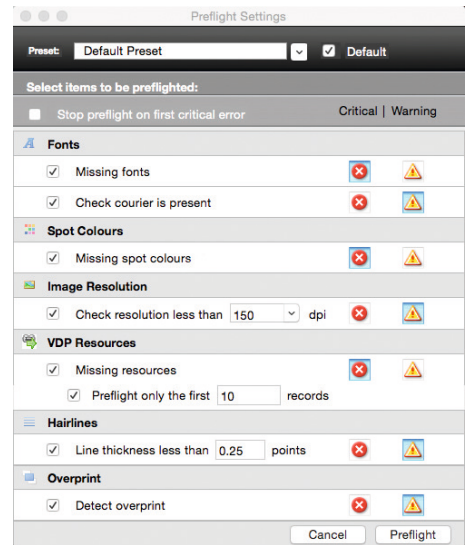 Preflight Settings
Preset: Default Preset Default
Select items to be preflighted:
Stop preflight on first critical error Critical | Warning
Fonts
Missing fonts
Check courier is present
Spot Colours
Missing spot colours
Image Resolution
Check resolution less than 150 dpi
VDP Resources
Missing resources
Preflight only the first 10 records
Hairlines
Line thickness less than 0.25 points
Overprint
Detect overprint
Cancel Preflight